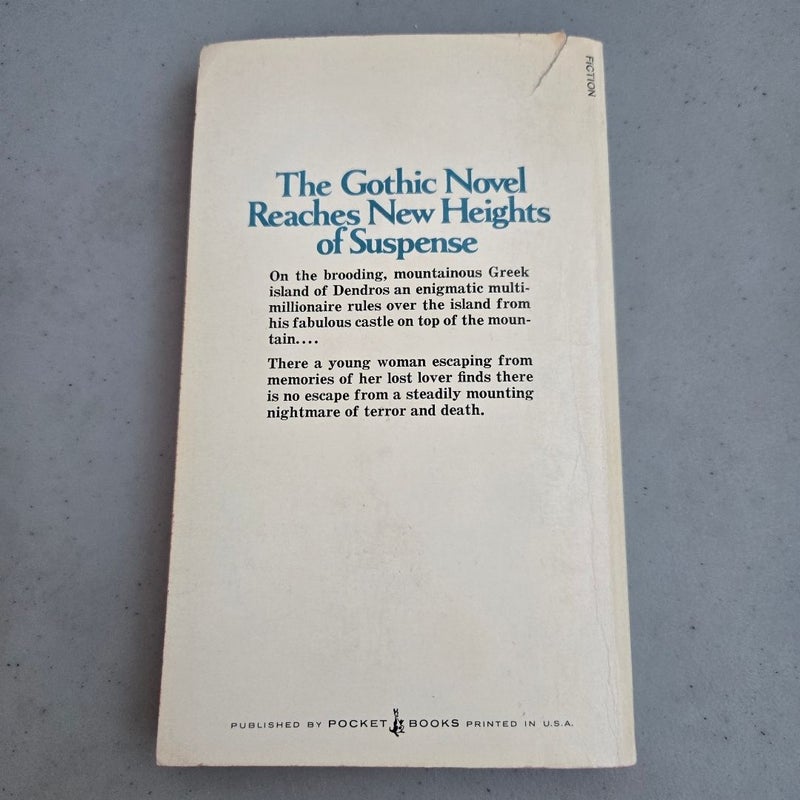 FICTION
The Gothic Novel
Reaches New Heights
of Suspense
On the brooding, mountainous Greek
island of Dendros an enigmatic multi-
millionaire rules over the island from
his fabulous castle on top of the moun-
tain....
There a young woman escaping from
memories of her lost lover finds there
is no escape from a steadily mounting
nightmare of terror and death.
PUBLISHED BY POCKET BOOKS PRINTED IN U.S.A.